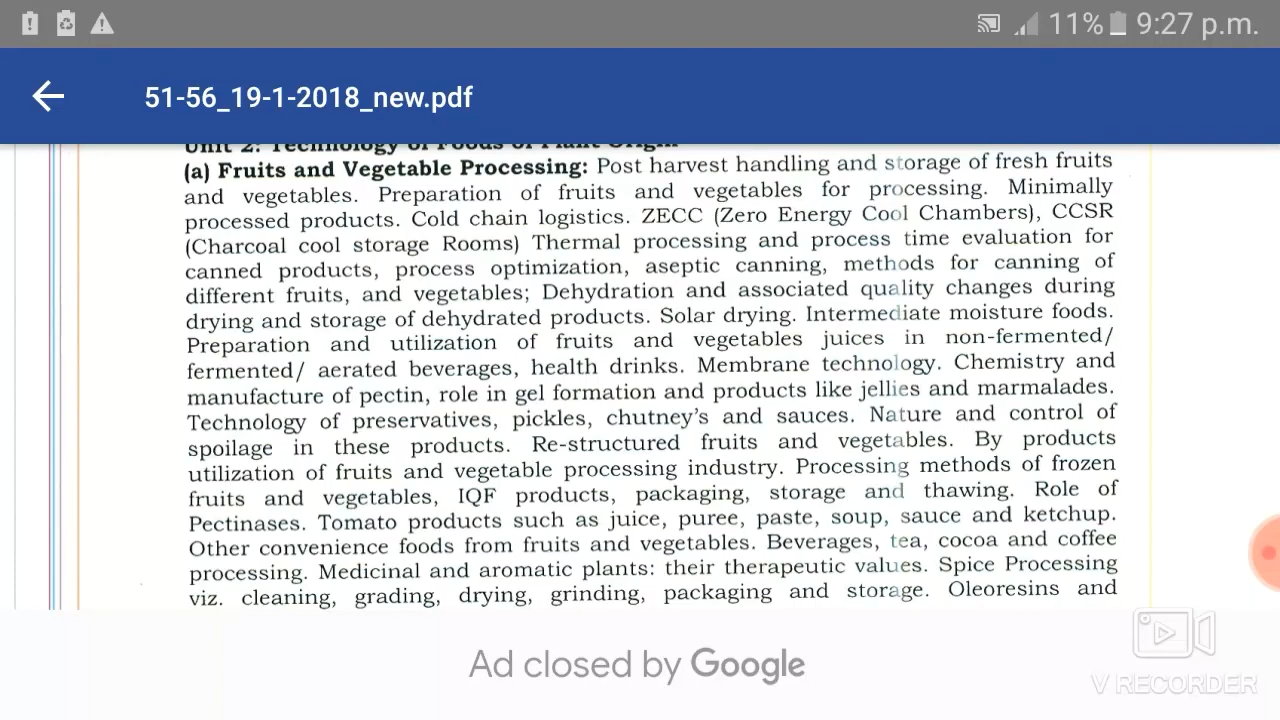 11% 9:27 p.m.
51-56_19-1-2018_new.pdf
Unit 2: Technology of Foods of Plant Origin
(a) Fruits and Vegetable Processing: Post harvest handling and storage of fresh fruits
and vegetables. Preparation of fruits and vegetables for processing. Minimally
processed products. Cold chain logistics. ZECC (Zero Energy Cool Chambers), CCSR
(Charcoal cool storage Rooms) Thermal processing and process time evaluation for
canned products, process optimization, aseptic canning, methods for canning of
different fruits, and vegetables; Dehydration and associated quality changes during
drying and storage of dehydrated products. Solar drying. Intermediate moisture foods.
Preparation and utilization of fruits and vegetables juices in non-fermented/
fermented/ aerated beverages, health drinks. Membrane technology. Chemistry and
manufacture of pectin, role in gel formation and products like jellies and marmalades.
Technology of preservatives, pickles, chutney's and sauces. Nature and control of
spoilage in these products. Re-structured fruits and vegetables. By products
utilization of fruits and vegetable processing industry. Processing methods of frozen
fruits and vegetables, IQF products, packaging, storage and thawing. Role of
Pectinases. Tomato products such as juice, puree, paste, soup, sauce and ketchup.
Other convenience foods from fruits and vegetables. Beverages, tea, cocoa and coffee
processing. Medicinal and aromatic plants: their therapeutic values. Spice Processing
viz. cleaning, grading, drying, grinding, packaging and storage. Oleoresins and
Ad closed by Google
V RECORDER